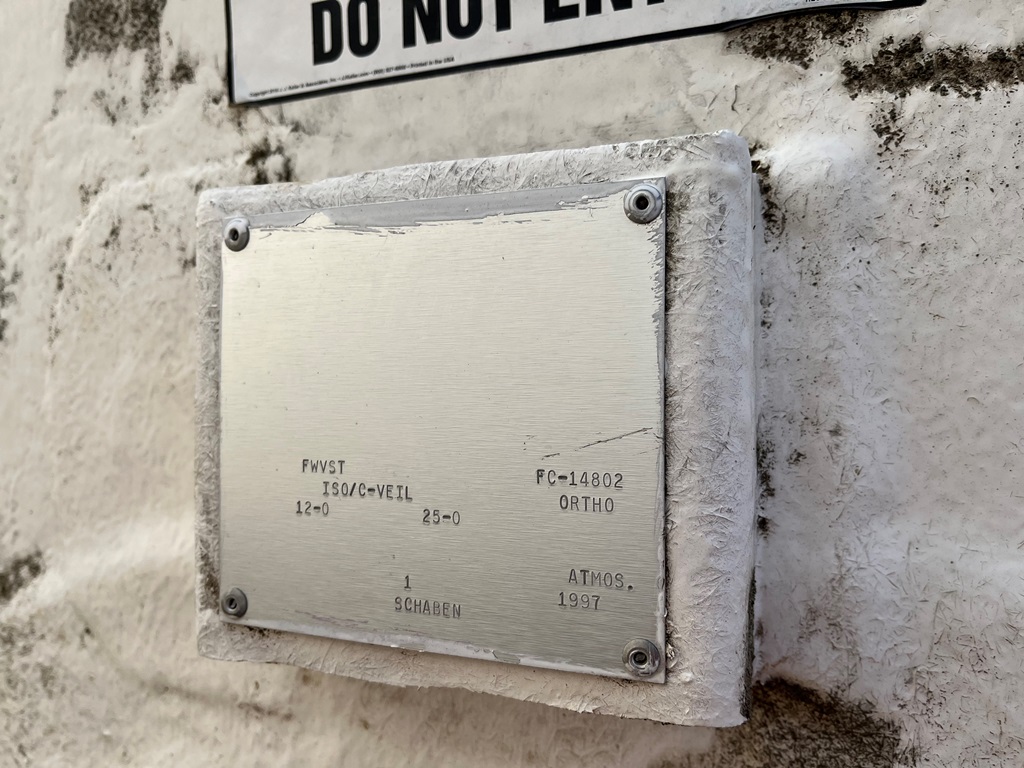 DO NOT
FWVST
FC-14802
ISO/C-VEIL
ORTHO
12-0 25-0
1
ATMOS.
SCHABEN
1997